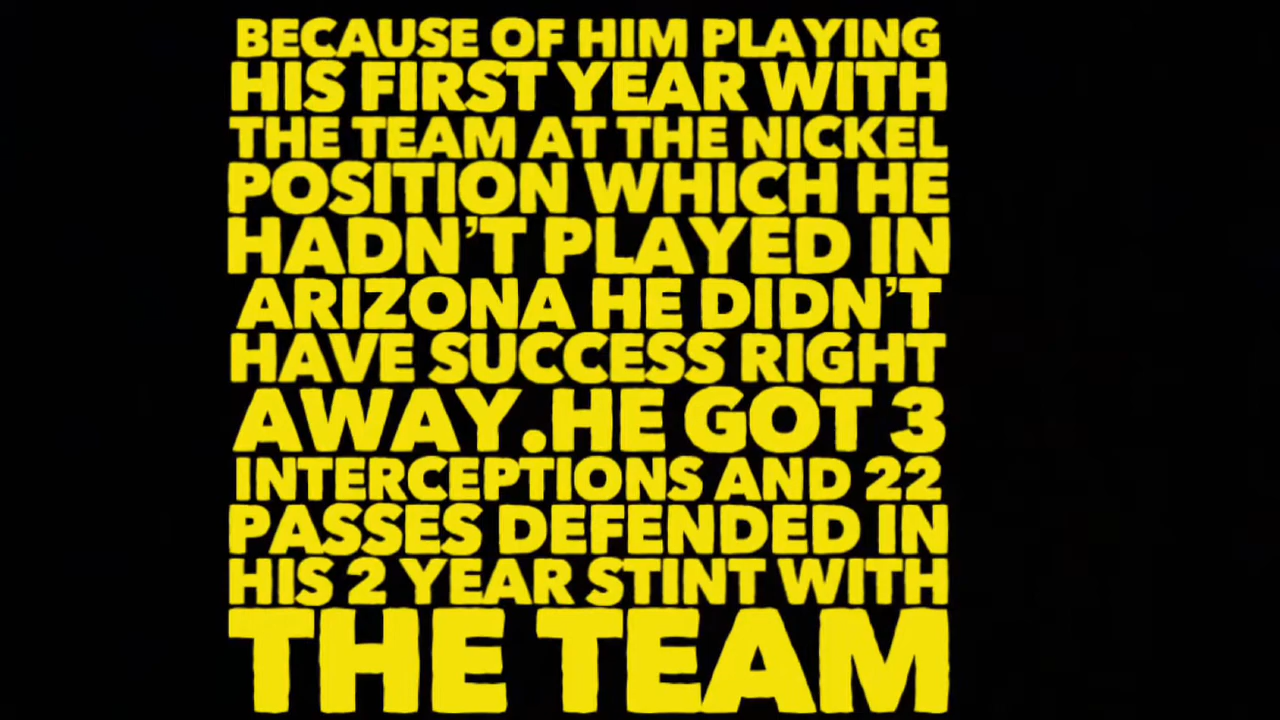 BECAUSE OF HIM PLAYING
HIS FIRST YEAR WITH
THE TEAM AT THE NICKEL
POSITION WHICH HE
HADN'T PLAYED IN
ARIZONA HE DIDN'T
HAVE SUCCESS RIGHT
AWAY.HE GOT 3
INTERCEPTIONS AND 22
PASSES DEFENDED IN
HIS 2 YEAR STINT WITH
THE TEAM